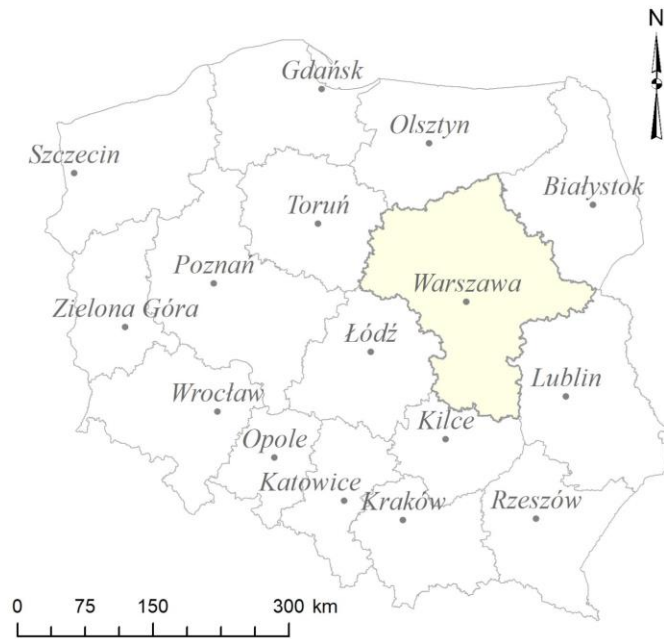 N
Gdańsk
Olsztyn
Szczecin
Białystok
Toruń
Poznań
Warszawa
Zielona Góra
Łódź
Lublin
Wrocław
Kilce
Opole
Katowice
Kraków
Rzeszów
0 75 150 300 km